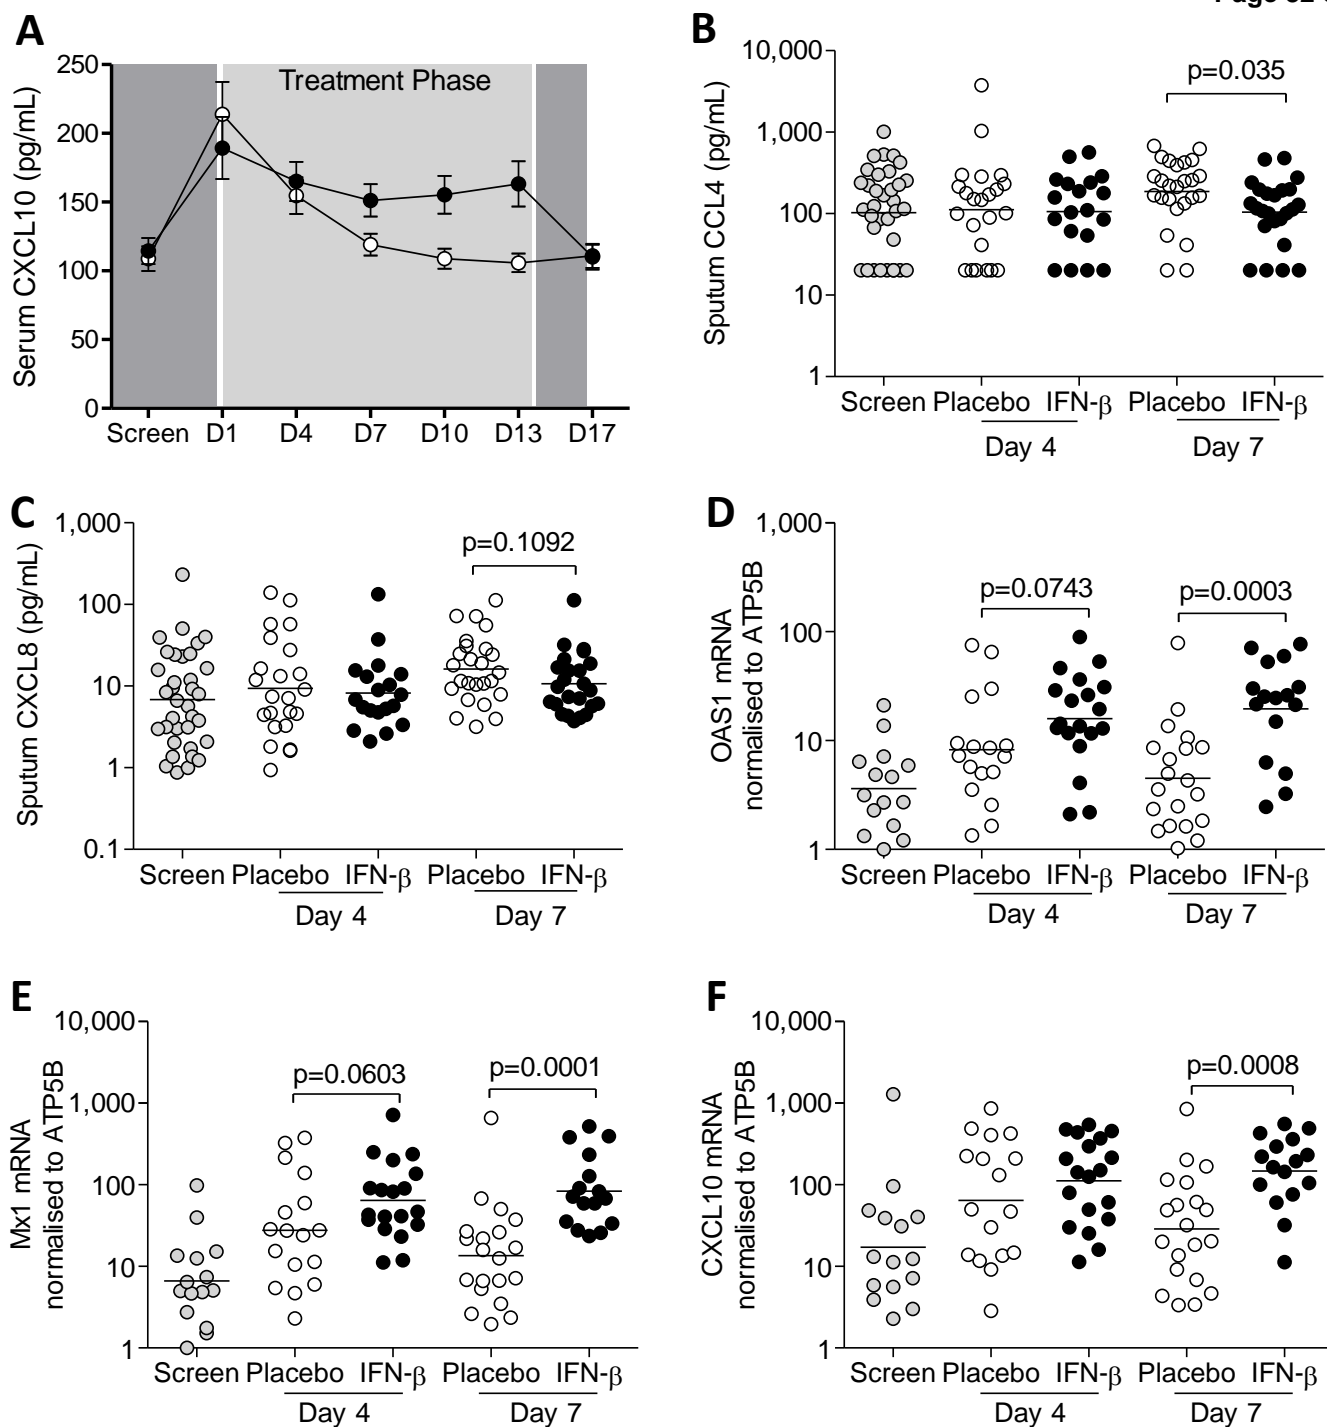 A
Serum CXCL10 (pg/mL)
250
200
150
100
50
0
Treatment Phase
Screen D1 D4 D7 D10 D13 D17
B
Sputum CCL4 (pg/mL)
10,000
1,000
100
10
1
p=0.035
Screen Placebo IFN-β Placebo IFN-β
Day 4 Day 7
C
Sputum CXCL8 (pg/mL)
1,000
100
10
1
0.1
p=0.1092
Screen Placebo IFN-β Placebo IFN-β
Day 4 Day 7
D
OAS1 mRNA
normalised to ATP5B
1,000
100
10
1
p=0.0743
p=0.0003
Screen Placebo IFN-β Placebo IFN-β
Day 4 Day 7
E
Mx1 mRNA
normalised to ATP5B
10,000
1,000
100
10
1
p=0.0603
p=0.0001
Screen Placebo IFN-β Placebo IFN-β
Day 4 Day 7
F
CXCL10 mRNA
normalised to ATP5B
10,000
1,000
100
10
1
p=0.0008
Screen Placebo IFN-β Placebo IFN-β
Day 4 Day 7